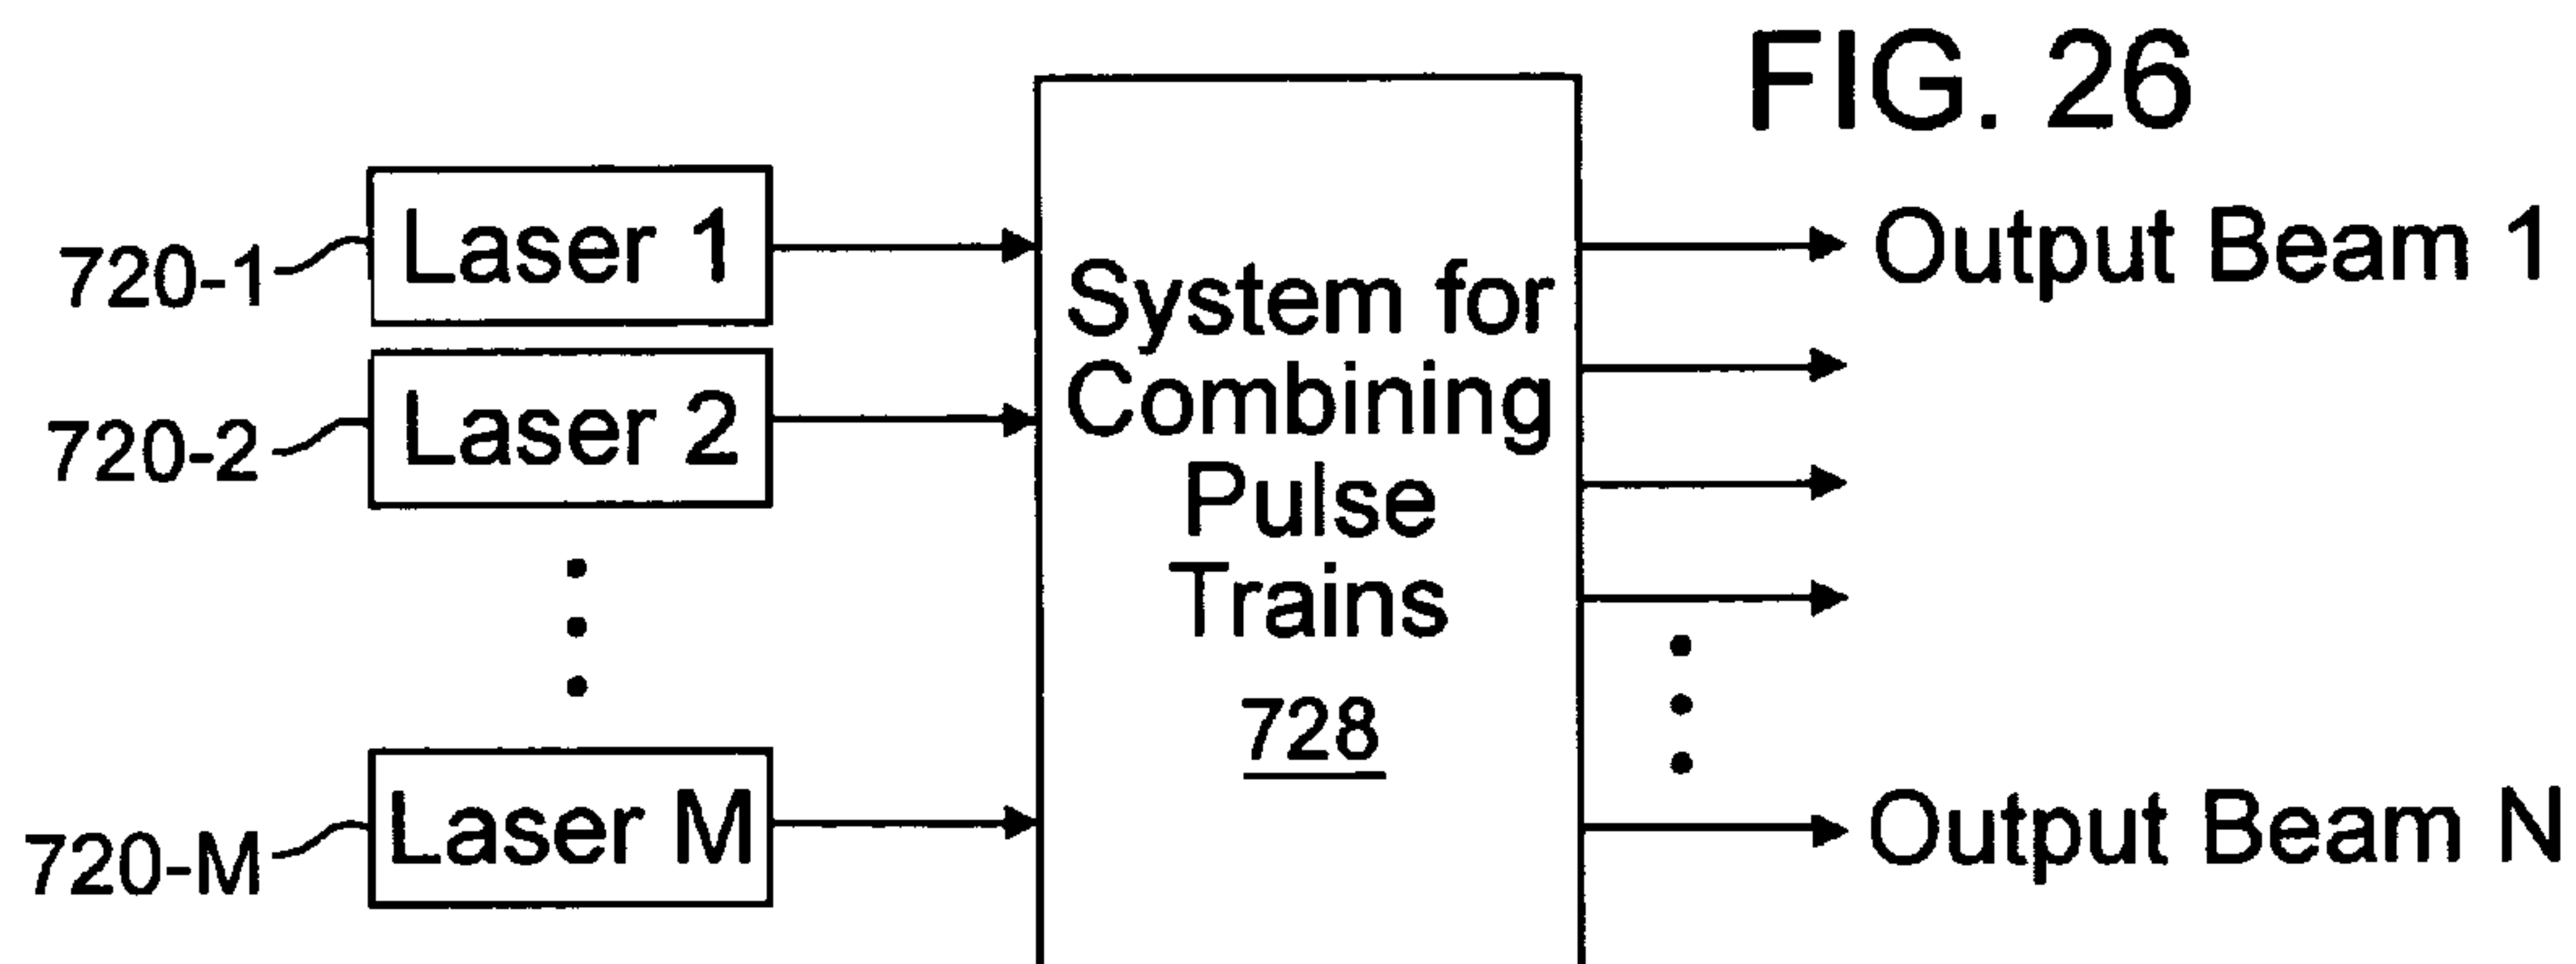 FIG. 26
720-1
Laser 1
Output Beam 1
720-2
Laser 2
System for
Combining
Pulse
Trains
728
720-M
Laser M
Output Beam N